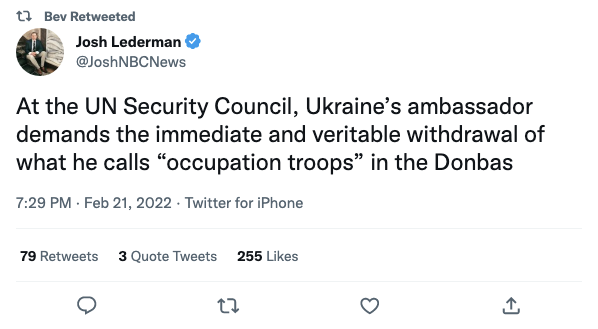 Bev Retweeted
Josh Lederman
@JoshNBCNews
At the UN Security Council, Ukraine’s ambassador
demands the immediate and veritable withdrawal of
what he calls “occupation troops” in the Donbas
7:29 PM · Feb 21, 2022 · Twitter for iPhone
79 Retweets 3 Quote Tweets 255 Likes